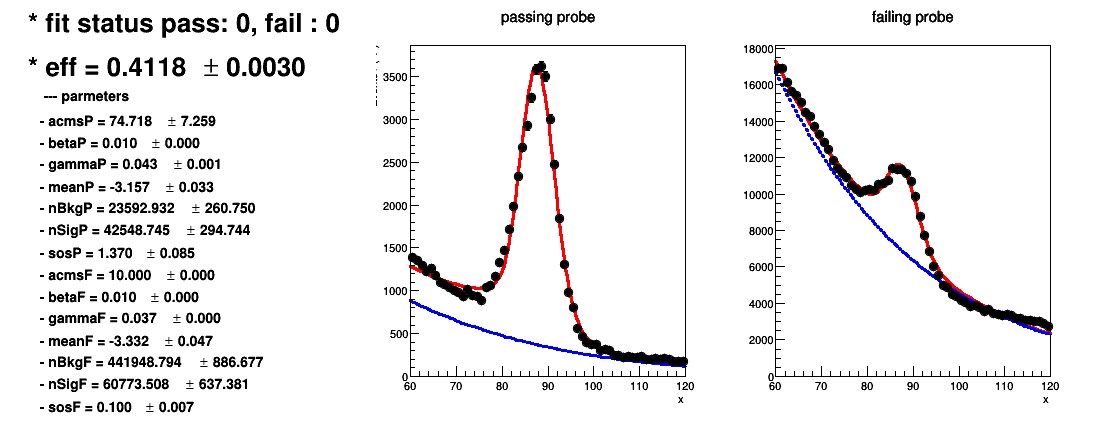 * fit status pass: 0, fail : 0
* eff = 0.4118 ± 0.0030
--- parmeters
- acmsP = 74.718 ± 7.259
- betaP = 0.010 ± 0.000
- gammaP = 0.043 ± 0.001
- meanP = -3.157 ± 0.033
- nBkgP = 23592.932 ± 260.750
- nSigP = 42548.745 ± 294.744
- sosP = 1.370 ± 0.085
- acmsF = 10.000 ± 0.000
- betaF = 0.010 ± 0.000
- gammaF = 0.037 ± 0.000
- meanF = -3.332 ± 0.047
- nBkgF = 441948.794 ± 886.677
- nSigF = 60773.508 ± 637.381
- sosF = 0.100 ± 0.007
passing probe
3500
3000
2500
2000
1500
1000
500
0
60 70 80 90 100 110 120
x
failing probe
18000
16000
14000
12000
10000
8000
6000
4000
2000
0
60 70 80 90 100 110 120
x